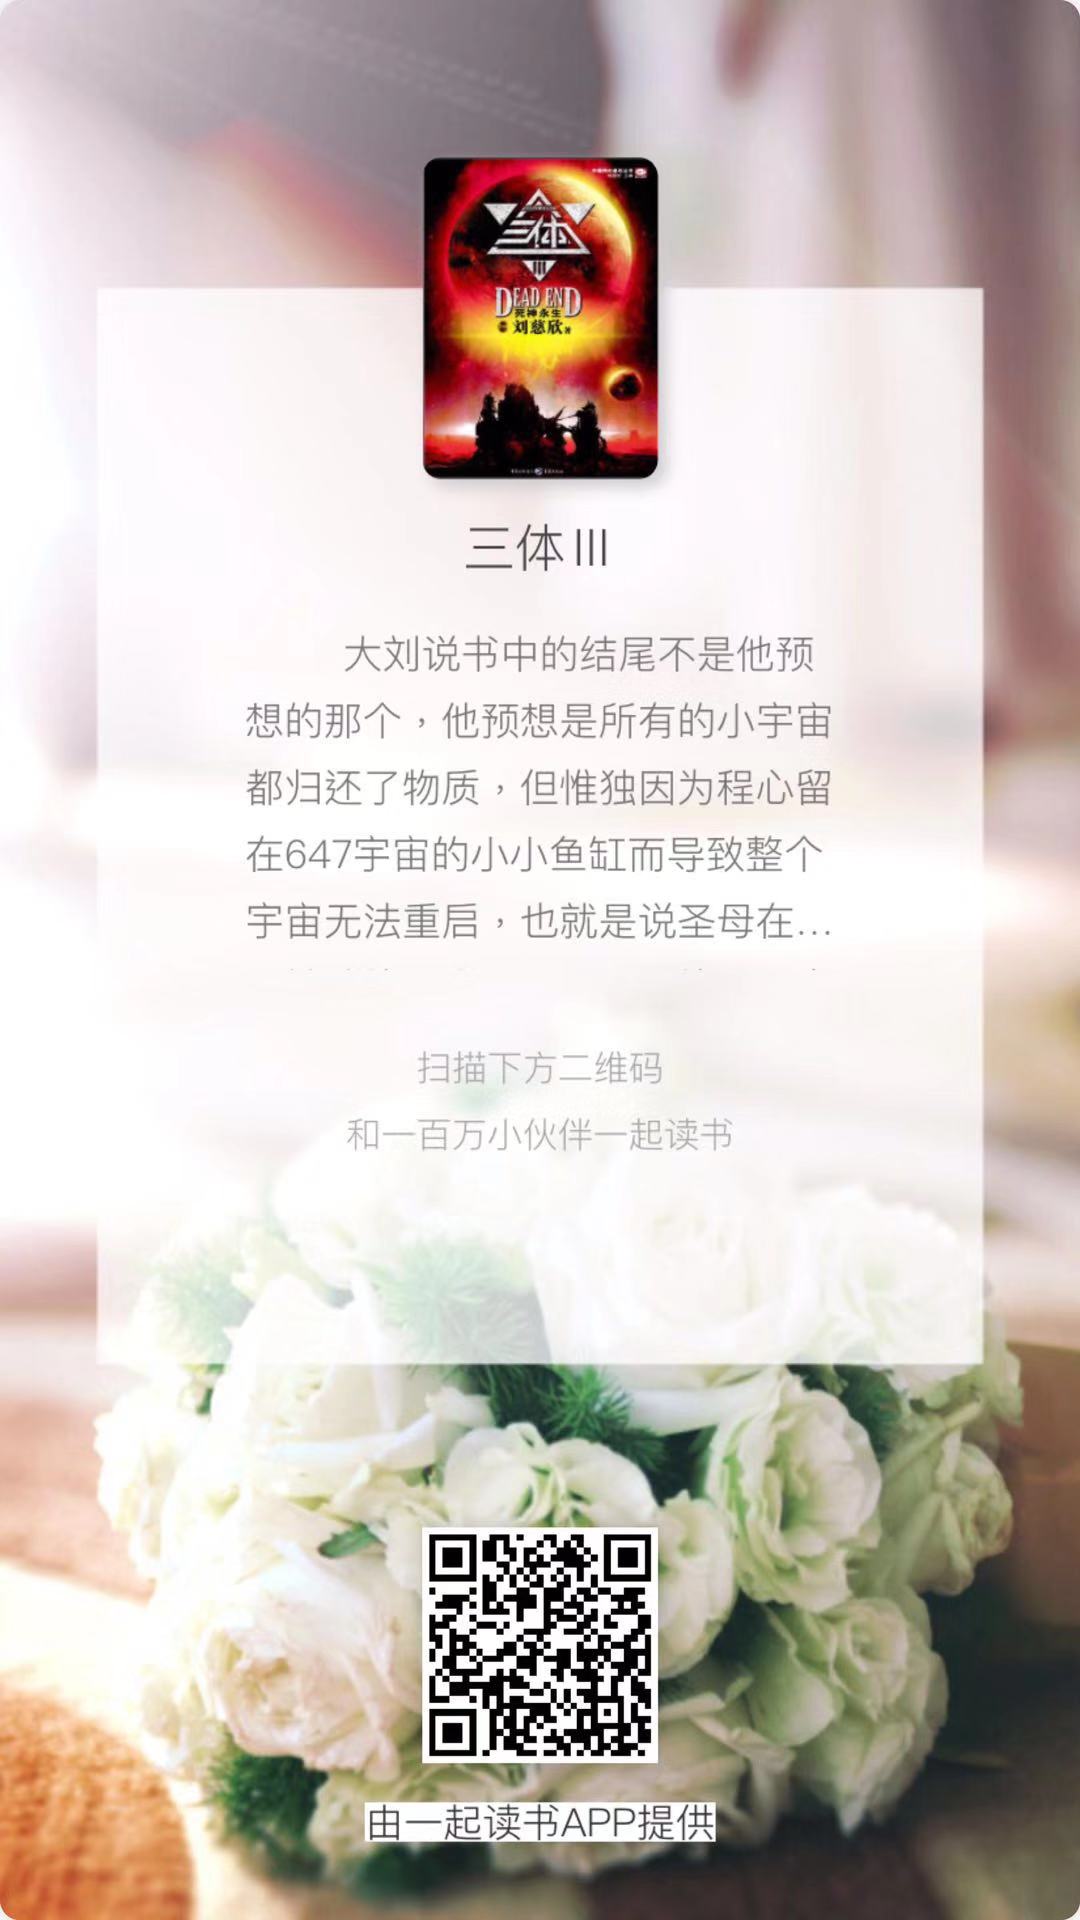 三体
III
DEAD END
死神永生
刘慈欣 著
三体III
大刘说书中的结尾不是他预
想的那个，他预想是所有的小宇宙
都归还了物质，但惟独因为程心留
在647宇宙的小小鱼缸而导致整个
宇宙无法重启，也就是说圣母在...
扫描下方二维码
和一百万小伙伴一起读书
由一起读书APP提供